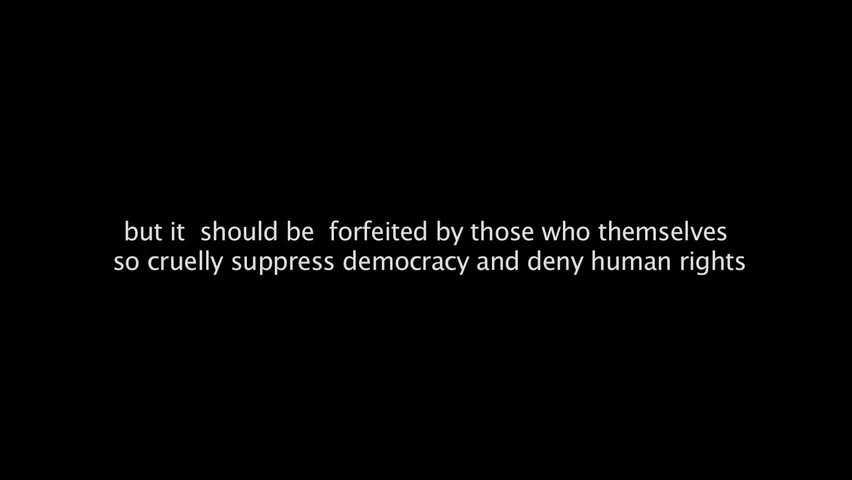 but it  should be  forfeited by those who themselves
so cruelly suppress democracy and deny human rights